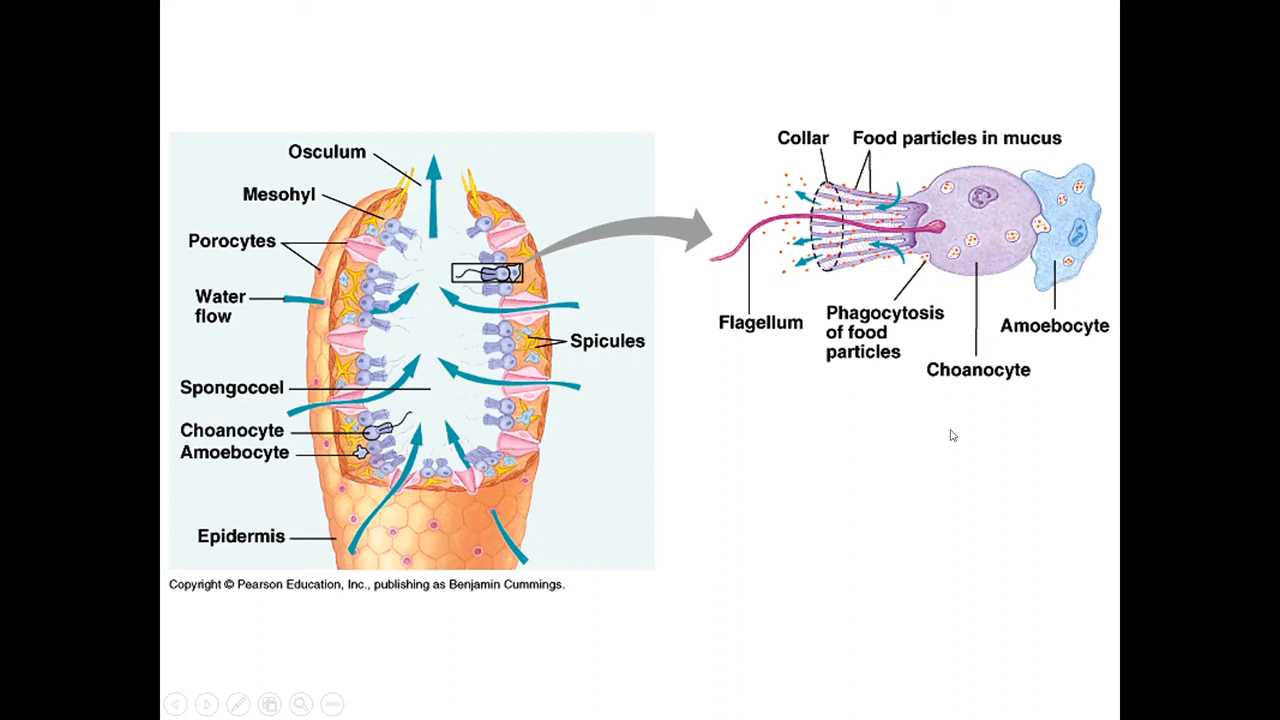 Osculum
Mesohyl
Porocytes
Water
flow
Spongocoel
Choanocyte
Amoebocyte
Epidermis
Spicules
Collar
Food particles in mucus
Flagellum
Phagocytosis
of food
particles
Choanocyte
Amoebocyte
Copyright © Pearson Education, Inc., publishing as Benjamin Cummings.